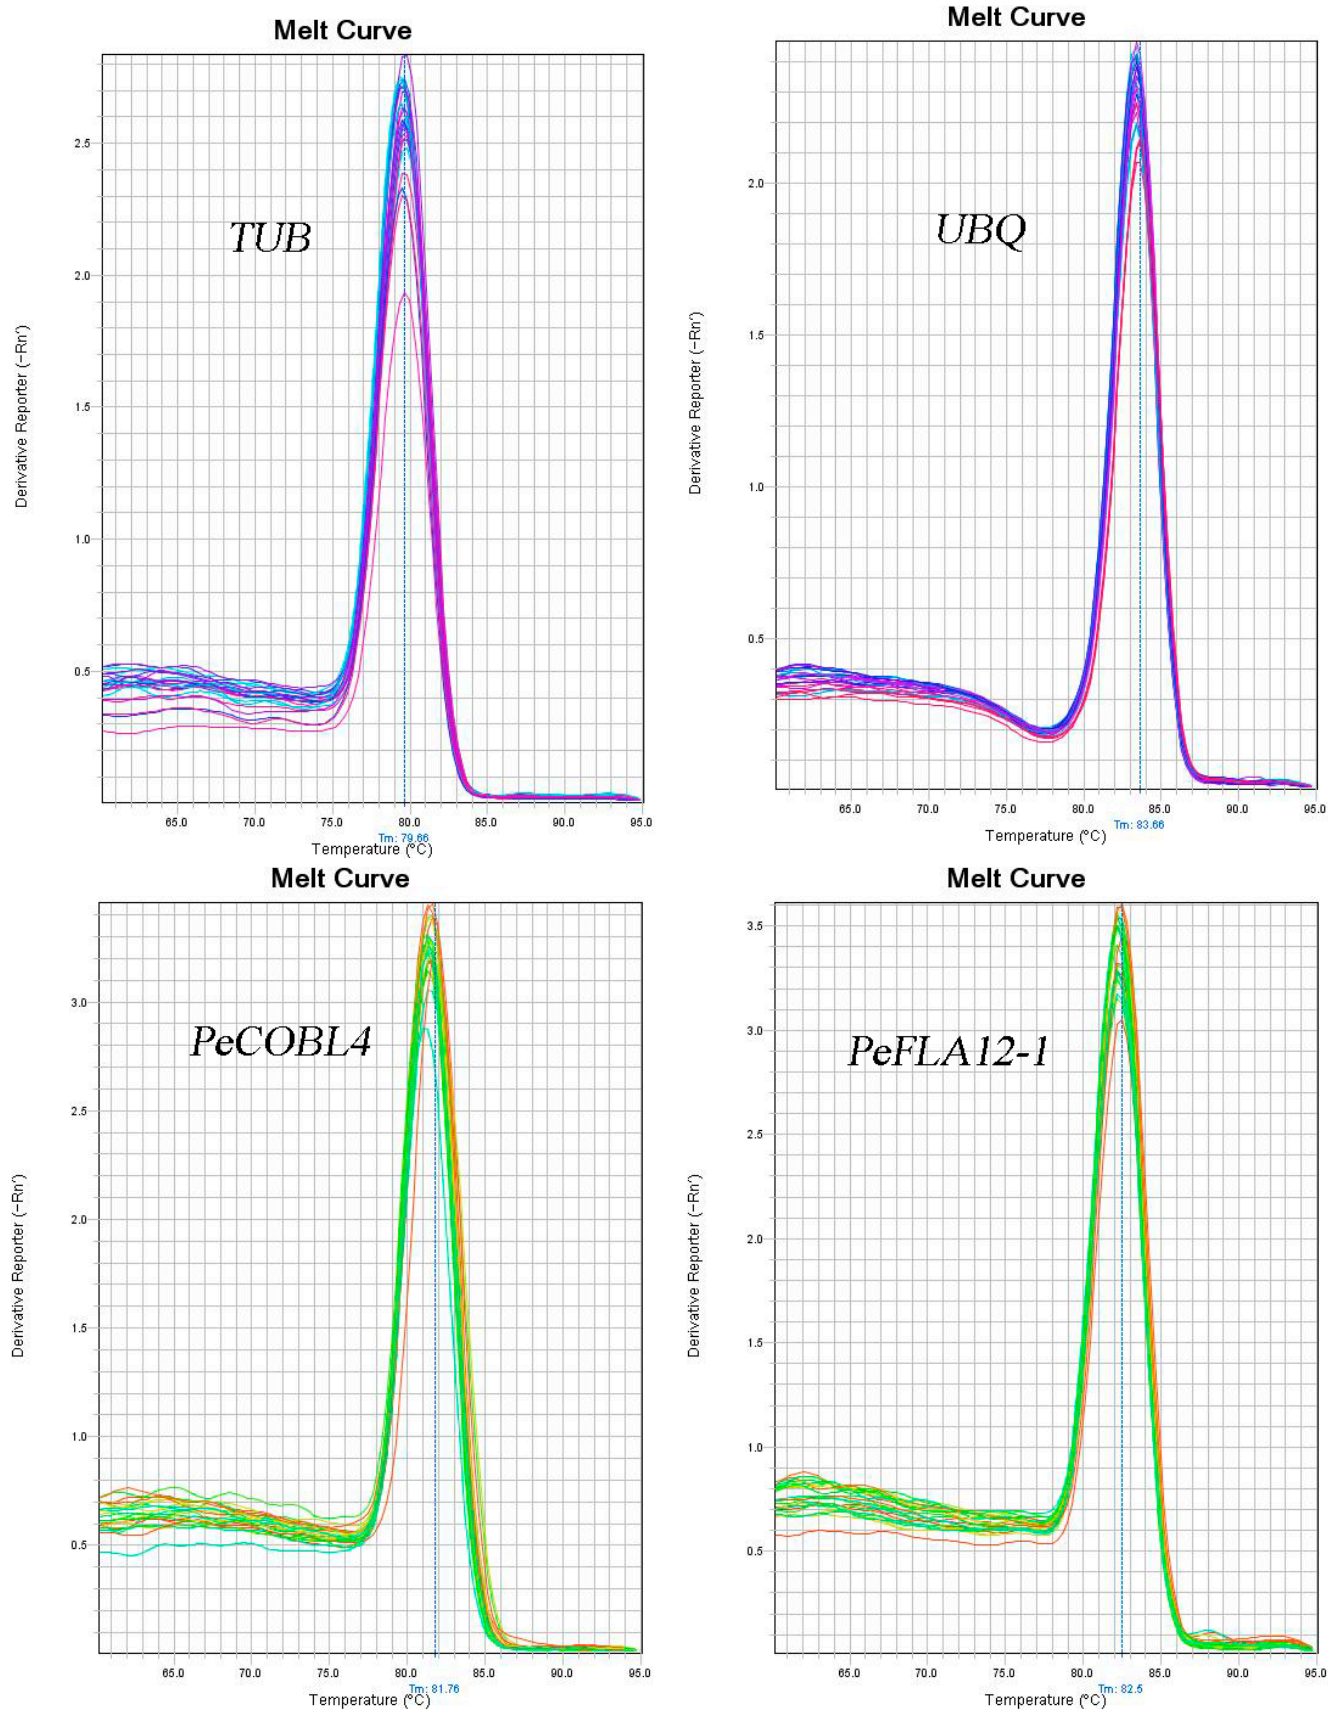 Melt Curve
Derivative Reporter (−Rn')
2.5
2.0
1.5
1.0
0.5
TUB
65.0 70.0 75.0 80.0 85.0 90.0 95.0
Tm: 79.66
Temperature (°C)
Melt Curve
Derivative Reporter (−Rn')
2.0
1.5
1.0
0.5
UBQ
65.0 70.0 75.0 80.0 85.0 90.0 95.0
Tm: 83.66
Temperature (°C)
Melt Curve
Derivative Reporter (−Rn')
3.0
2.5
2.0
1.5
1.0
0.5
PeCOBL4
65.0 70.0 75.0 80.0 85.0 90.0 95.0
Tm: 81.76
Temperature (°C)
Melt Curve
Derivative Reporter (−Rn')
3.5
3.0
2.5
2.0
1.5
1.0
0.5
PeFLA12-1
65.0 70.0 75.0 80.0 85.0 90.0 95.0
Tm: 82.5
Temperature (°C)